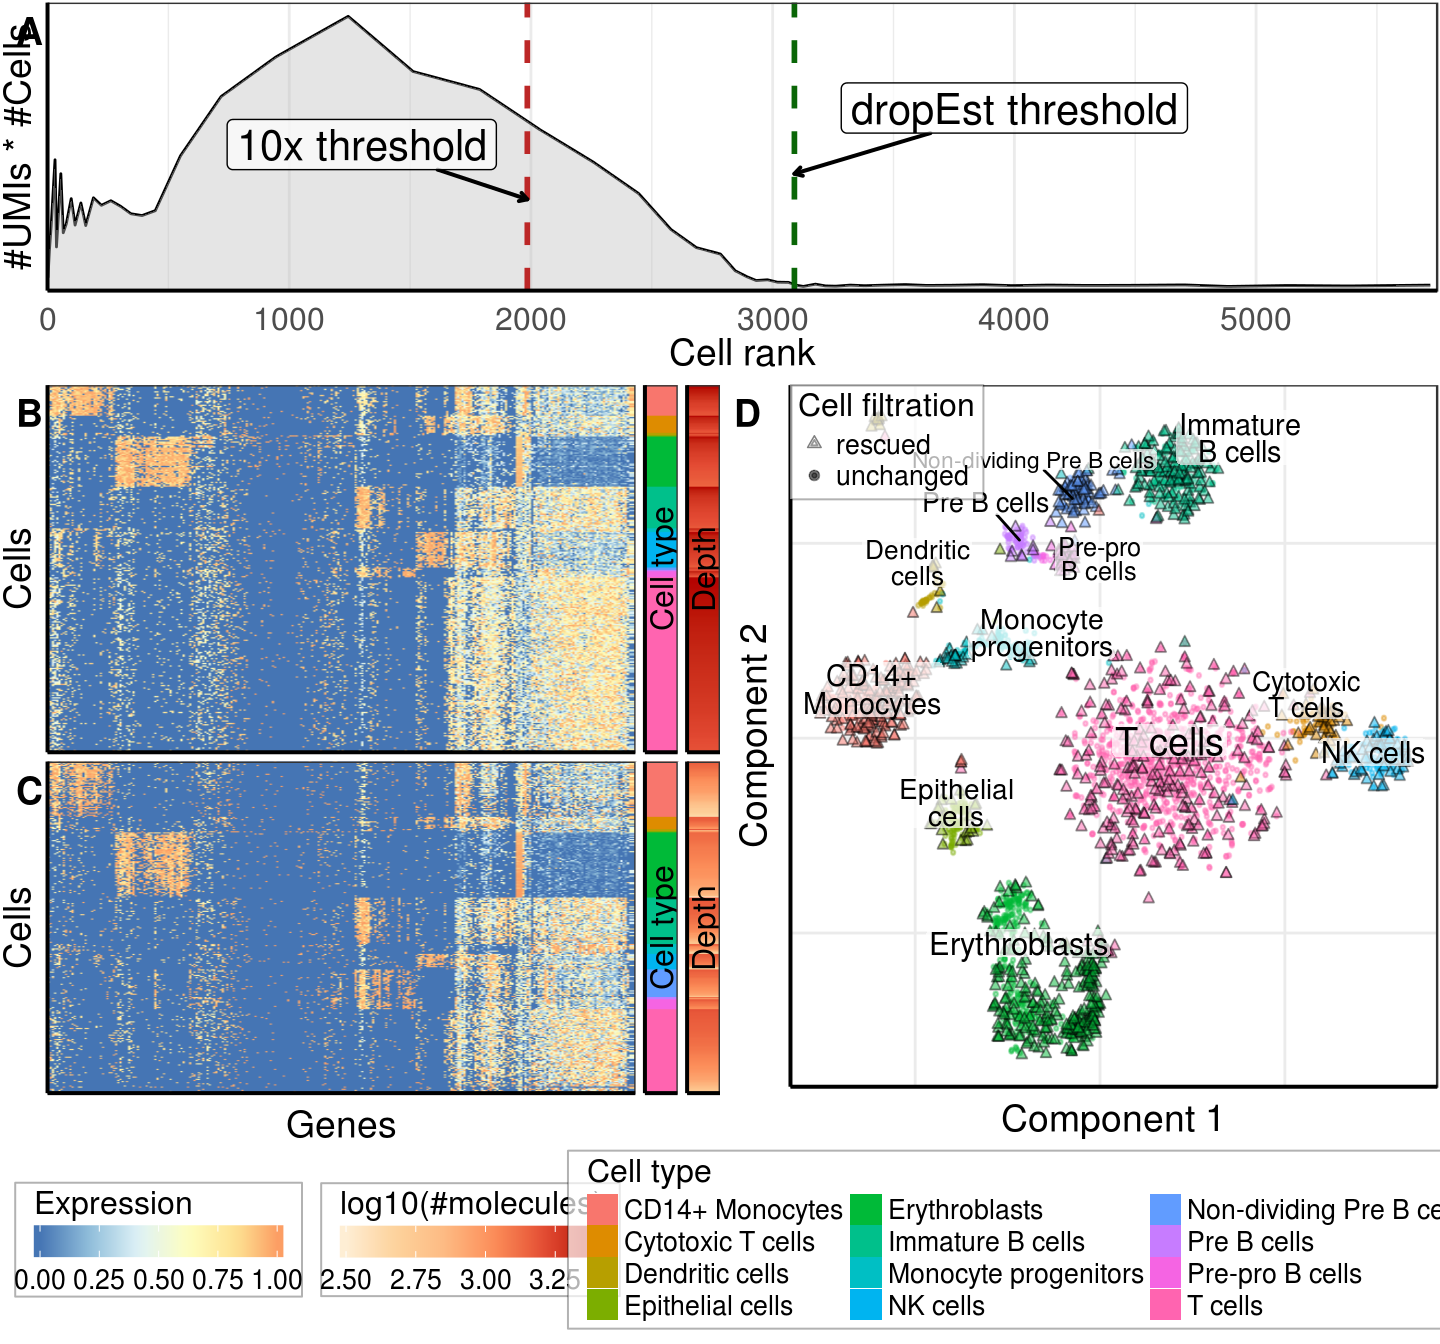 A
#UMIs * #Cells
10x threshold
dropEst threshold
0 1000 2000 3000 4000 5000
Cell rank
B
Cells
Cell type
Depth
C
Cells
Cell type
Depth
Genes
D
Cell filtration
rescued
unchanged
Immature
B cells
Non-dividing Pre B cells
Pre B cells
Pre-pro
B cells
Dendritic
cells
Monocyte
progenitors
CD14+
Monocytes
Cytotoxic
T cells
T cells
NK cells
Epithelial
cells
Erythroblasts
Component 2
Component 1
Expression
0.00 0.25 0.50 0.75 1.00
log10(#molecules)
2.50 2.75 3.00 3.25
Cell type
CD14+ Monocytes
Cytotoxic T cells
Dendritic cells
Epithelial cells
Erythroblasts
Immature B cells
Monocyte progenitors
NK cells
Non-dividing Pre B ce
Pre B cells
Pre-pro B cells
T cells